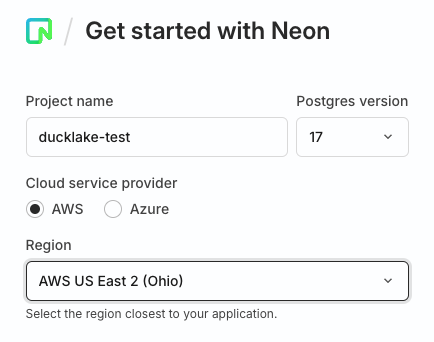 Get started with Neon
Project name
Postgres version
ducklake-test
17
Cloud service provider
AWS
Azure
Region
AWS US East 2 (Ohio)
Select the region closest to your application.